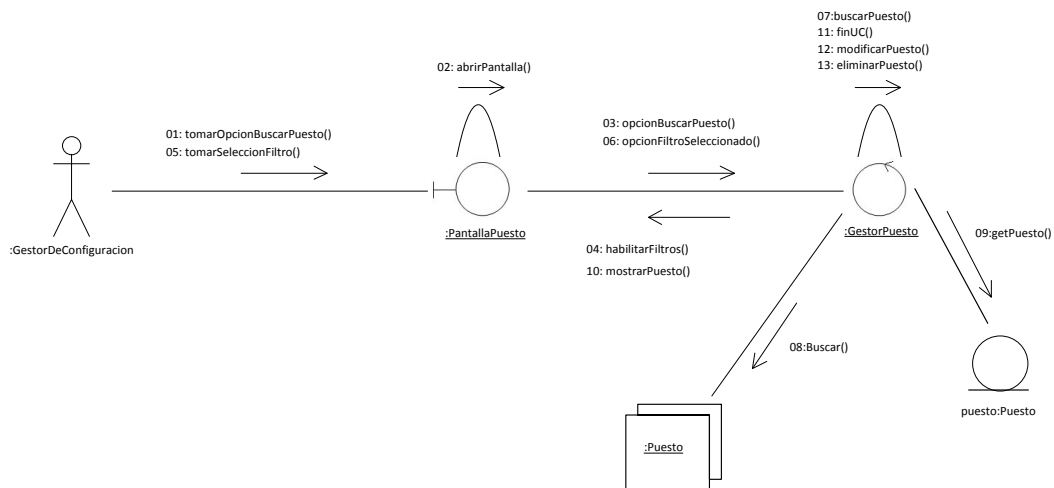 07:buscarPuesto()
11: finUC()
12: modificarPuesto()
13: eliminarPuesto()
02: abrirPantalla()
03: opcionBuscarPuesto()
06: opcionFiltroSeleccionado()
01: tomarOpcionBuscarPuesto()
05: tomarSeleccionFiltro()
:GestorDeConfiguracion
:PantallaPuesto
:GestorPuesto
04: habilitarFiltros()
10: mostrarPuesto()
09:getPuesto()
08:Buscar()
puesto:Puesto
:Puesto